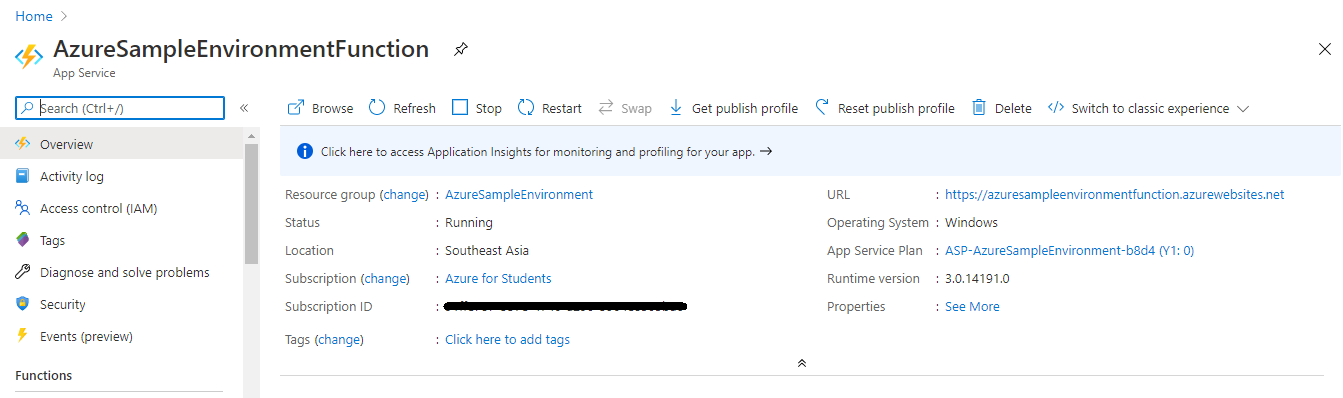 Home
AzureSampleEnvironmentFunction
App Service
Search (Ctrl+/)
Browse Refresh Stop Restart Swap Get publish profile Reset publish profile Delete Switch to classic experience
Overview
Activity log
Access control (IAM)
Tags
Diagnose and solve problems
Security
Events (preview)
Functions
Click here to access Application Insights for monitoring and profiling for your app. →
Resource group (change) : AzureSampleEnvironment
Status : Running
Location : Southeast Asia
Subscription (change) : Azure for Students
Subscription ID :
Tags (change) : Click here to add tags
URL : https://azuresampleenvironmentfunction.azurewebsites.net
Operating System : Windows
App Service Plan : ASP-AzureSampleEnvironment-b8d4 (Y1: 0)
Runtime version : 3.0.14191.0
Properties : See More